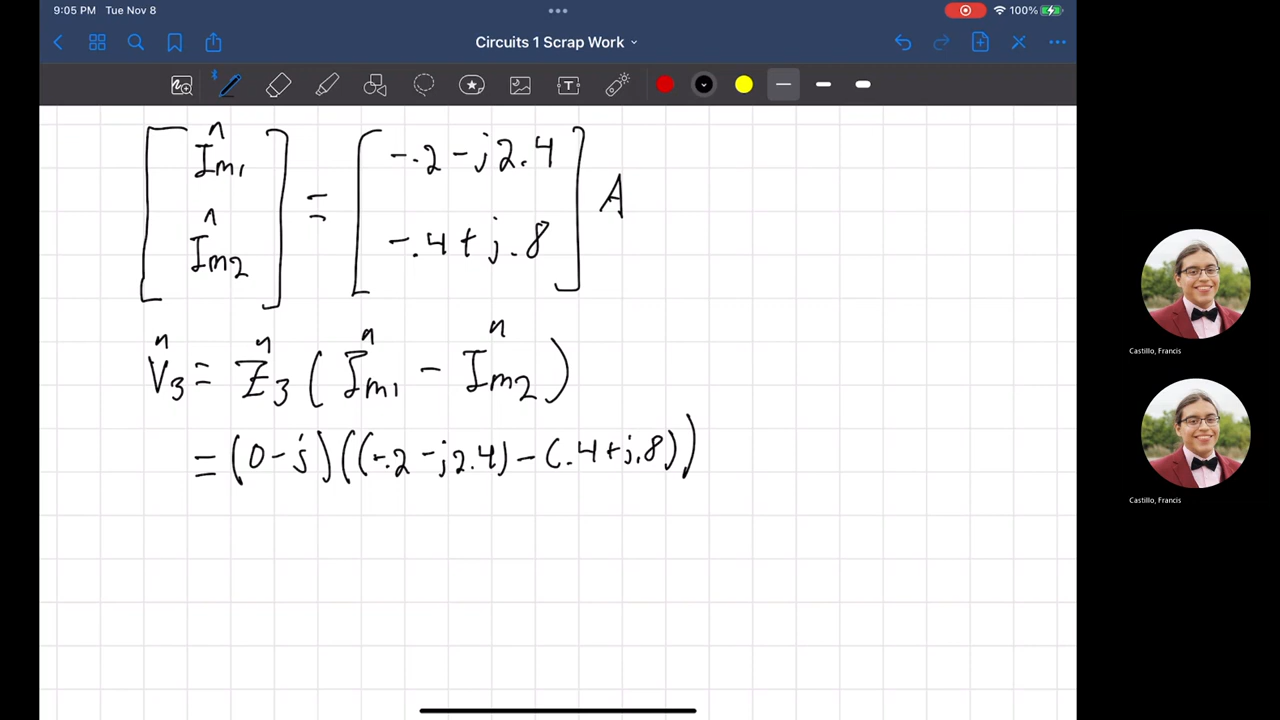 9:05 PM Tue Nov 8
100%
Circuits 1 Scrap Work
[Îm1 Îm2] = [-.2 - j2.4 -.4 + j.8] A
V̂3 = Ẑ3 (Îm1 - Îm2)
= (0 - j)((-.2 - j2.4) - (.4 + j.8))
Castillo, Francis
Castillo, Francis